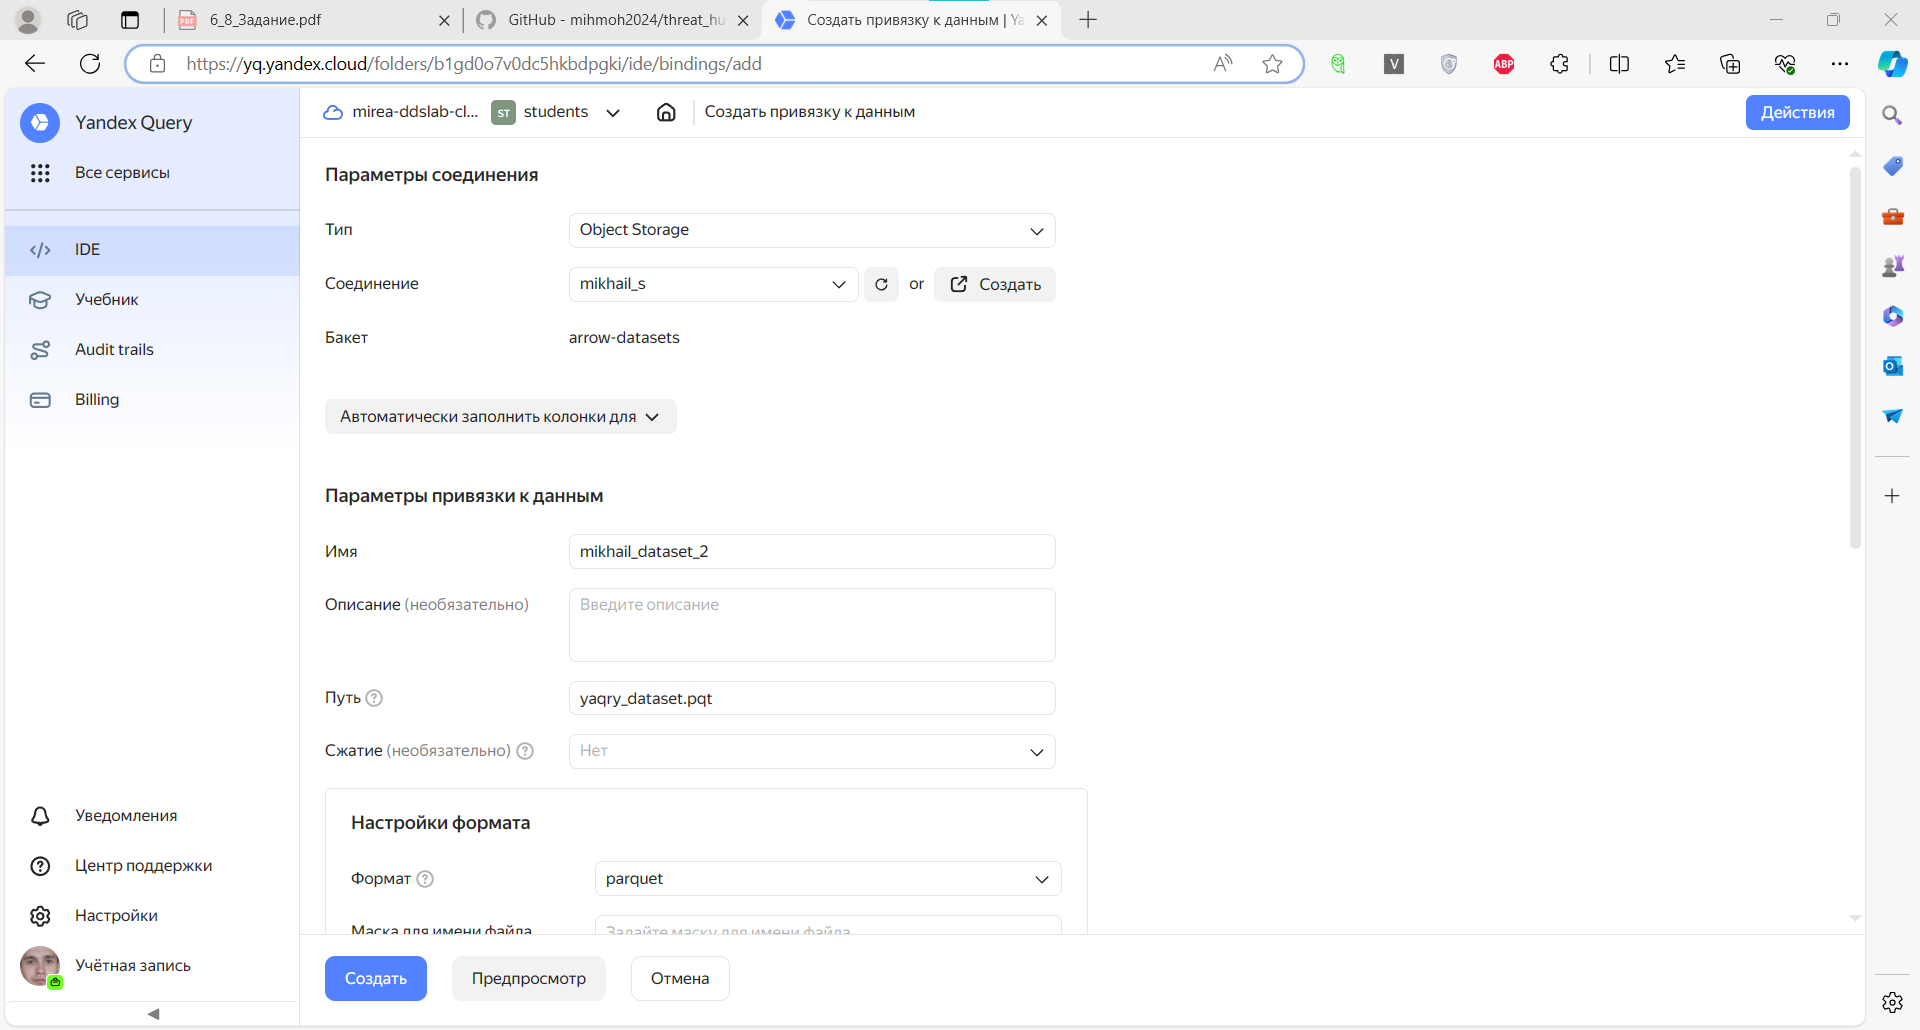 6_8_Задание.pdf
GitHub - mihmoh2024/threat_hu
Создать привязку к данным | Ya
https://yq.yandex.cloud/folders/b1gd0o7v0dc5hkbdpgki/ide/bindings/add
V
ABP
Yandex Query
mirea-ddslab-cl...
ST
students
Создать привязку к данным
Действия
Все сервисы
IDE
Учебник
Audit trails
Billing
Уведомления
Центр поддержки
Настройки
Учётная запись
Параметры соединения
Тип
Object Storage
Соединение
mikhail_s
or
Создать
Бакет
arrow-datasets
Автоматически заполнить колонки для
Параметры привязки к данным
Имя
mikhail_dataset_2
Описание (необязательно)
Введите описание
Путь
yaqry_dataset.pqt
Сжатие (необязательно)
Нет
Настройки формата
Формат
parquet
Маска для имени файла
Задайте маску для имени файла
Создать
Предпросмотр
Отмена